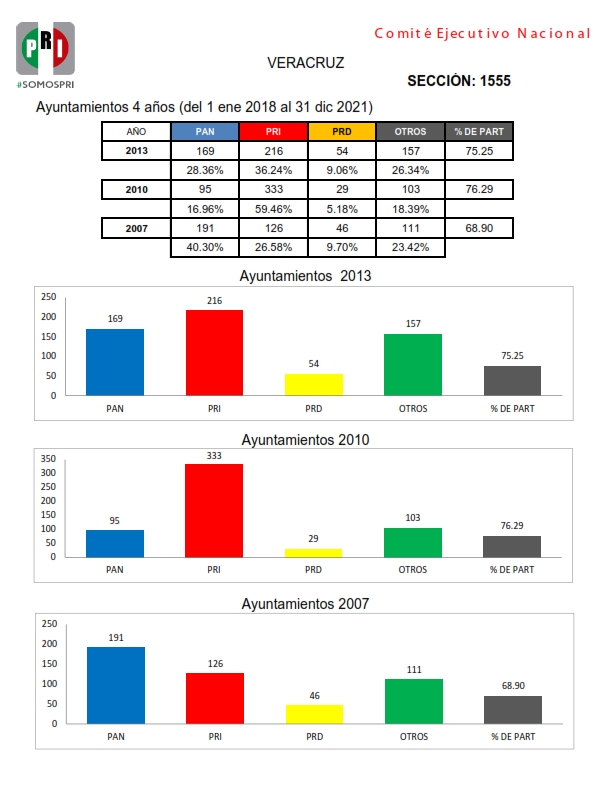 Comité Ejecutivo Nacional
PRI
#SOMOSPRI
VERACRUZ
SECCIÓN: 1555
Ayuntamientos 4 años (del 1 ene 2018 al 31 dic 2021)
AÑO PAN PRI PRD OTROS % DE PART
2013 169 216 54 157 75.25
28.36% 36.24% 9.06% 26.34%
2010 95 333 29 103 76.29
16.96% 59.46% 5.18% 18.39%
2007 191 126 46 111 68.90
40.30% 26.58% 9.70% 23.42%
Ayuntamientos 2013
250
200
150
100
50
0
169 216 54 157 75.25
PAN PRI PRD OTROS % DE PART
Ayuntamientos 2010
350
300
250
200
150
100
50
0
95 333 29 103 76.29
PAN PRI PRD OTROS % DE PART
Ayuntamientos 2007
250
200
150
100
50
0
191 126 46 111 68.90
PAN PRI PRD OTROS % DE PART